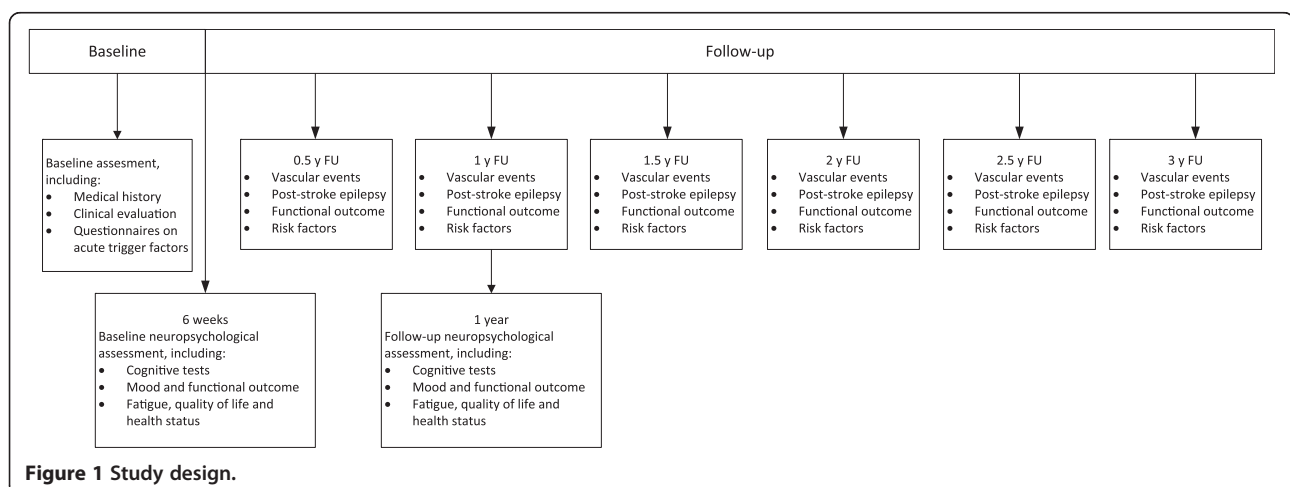 Baseline
Follow-up
Baseline assesment,
including:
• Medical history
• Clinical evaluation
• Questionnaires on
acute trigger factors
0.5 y FU
• Vascular events
• Post-stroke epilepsy
• Functional outcome
• Risk factors
1 y FU
• Vascular events
• Post-stroke epilepsy
• Functional outcome
• Risk factors
1.5 y FU
• Vascular events
• Post-stroke epilepsy
• Functional outcome
• Risk factors
2 y FU
• Vascular events
• Post-stroke epilepsy
• Functional outcome
• Risk factors
2.5 y FU
• Vascular events
• Post-stroke epilepsy
• Functional outcome
• Risk factors
3 y FU
• Vascular events
• Post-stroke epilepsy
• Functional outcome
• Risk factors
6 weeks
Baseline neuropsychological
assessment, including:
• Cognitive tests
• Mood and functional outcome
• Fatigue, quality of life and
health status
1 year
Follow-up neuropsychological
assessment, including:
• Cognitive tests
• Mood and functional outcome
• Fatigue, quality of life and
health status
Figure 1 Study design.